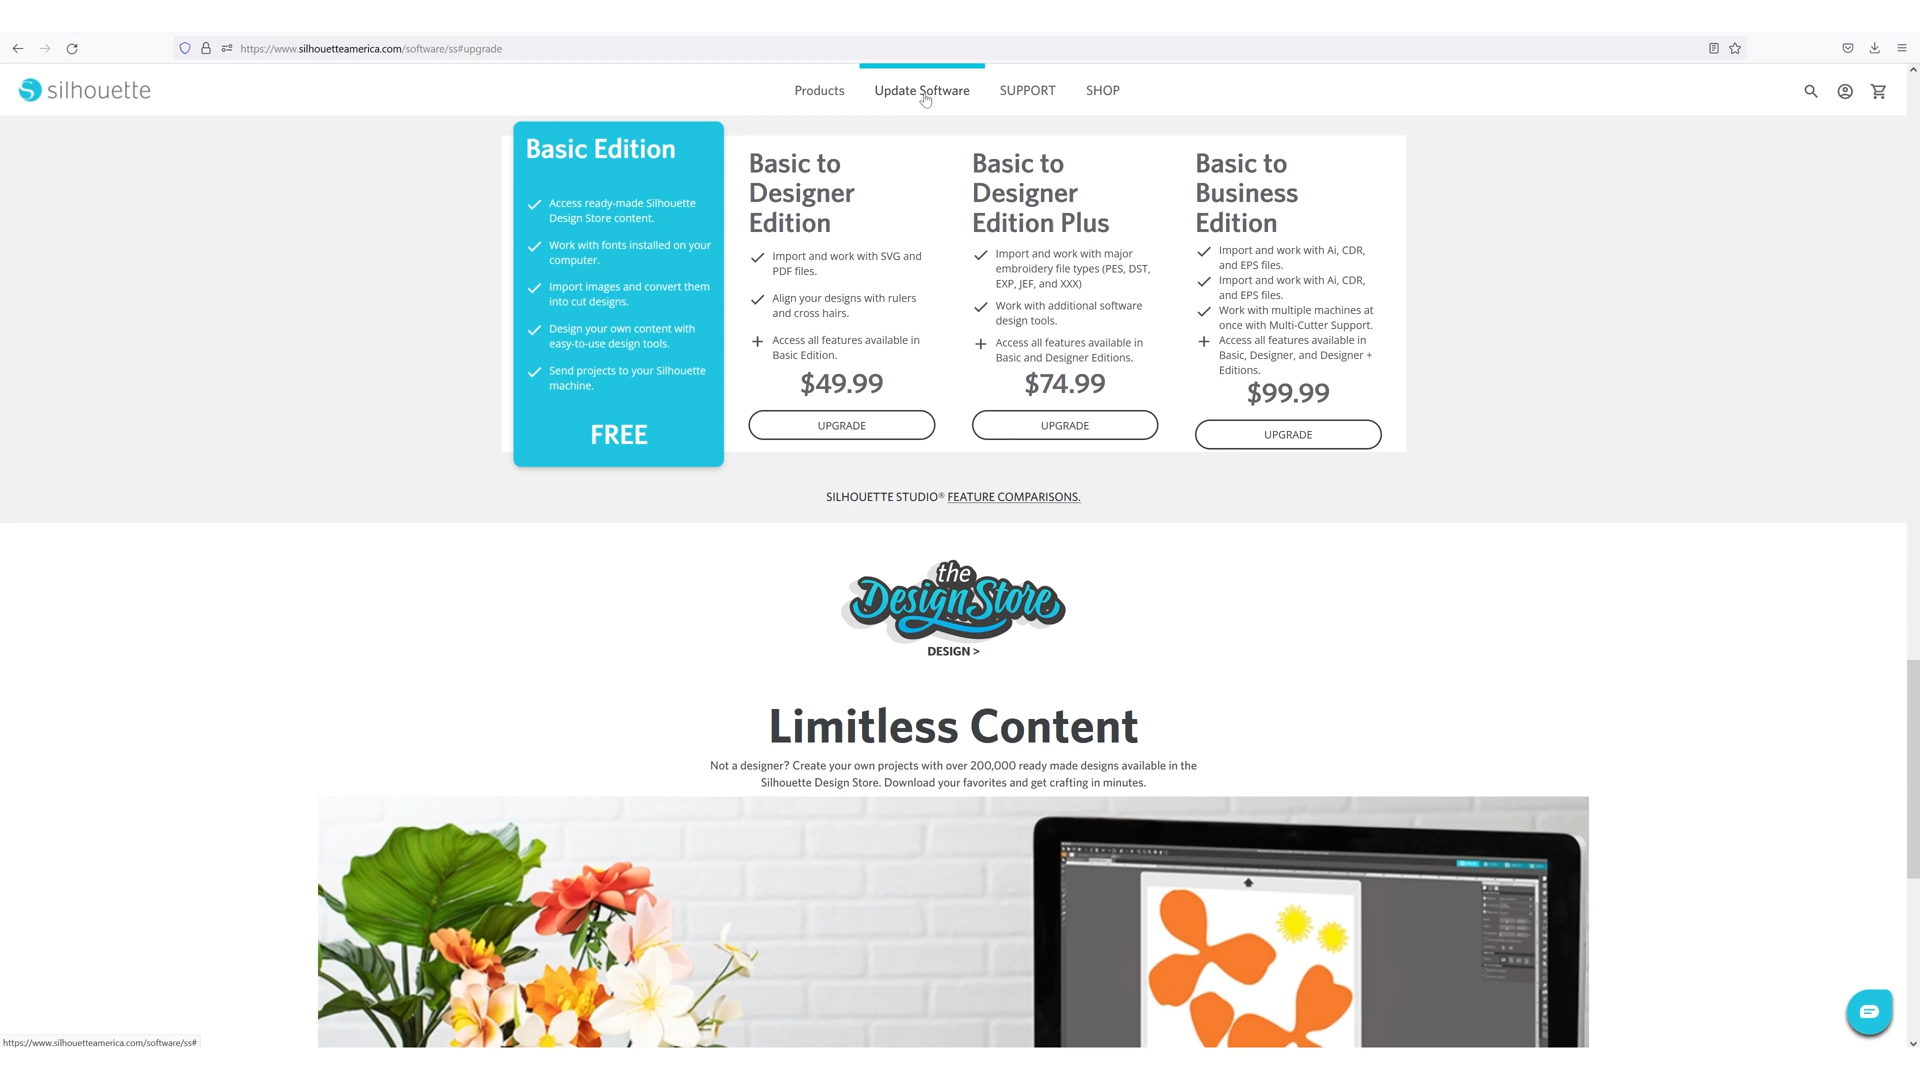 https://www.silhouetteamerica.com/software/ss#upgrade
silhouette
Products
Update Software
SUPPORT
SHOP
Basic Edition
Access ready-made Silhouette
Design Store content.
Work with fonts installed on your
computer.
Import images and convert them
into cut designs.
Design your own content with
easy-to-use design tools.
Send projects to your Silhouette
machine.
FREE
Basic to
Designer
Edition
Import and work with SVG and
PDF files.
Align your designs with rulers
and cross hairs.
Access all features available in
Basic Edition.
$49.99
UPGRADE
Basic to
Designer
Edition Plus
Import and work with major
embroidery file types (PES, DST,
EXP, JEF, and XXX)
Work with additional software
design tools.
Access all features available in
Basic and Designer Editions.
$74.99
UPGRADE
Basic to
Business
Edition
Import and work with Ai, CDR,
and EPS files.
Import and work with Ai, CDR,
and EPS files.
Work with multiple machines at
once with Multi-Cutter Support.
Access all features available in
Basic, Designer, and Designer +
Editions.
$99.99
UPGRADE
SILHOUETTE STUDIO® FEATURE COMPARISONS.
the
Design Store
DESIGN >
Limitless Content
Not a designer? Create your own projects with over 200,000 ready made designs available in the
Silhouette Design Store. Download your favorites and get crafting in minutes.
https://www.silhouetteamerica.com/software/ss#